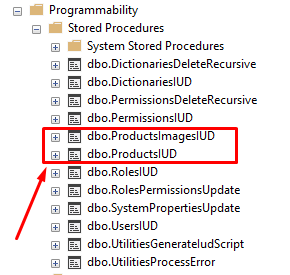 Programmability
Stored Procedures
System Stored Procedures
dbo.DictionariesDeleteRecursive
dbo.DictionariesIUD
dbo.PermissionsDeleteRecursive
dbo.PermissionsIUD
dbo.ProductsImagesIUD
dbo.ProductsIUD
dbo.RolesIUD
dbo.RolesPermissionsUpdate
dbo.SystemPropertiesUpdate
dbo.UsersIUD
dbo.UtilitiesGenerateIudScript
dbo.UtilitiesProcessError